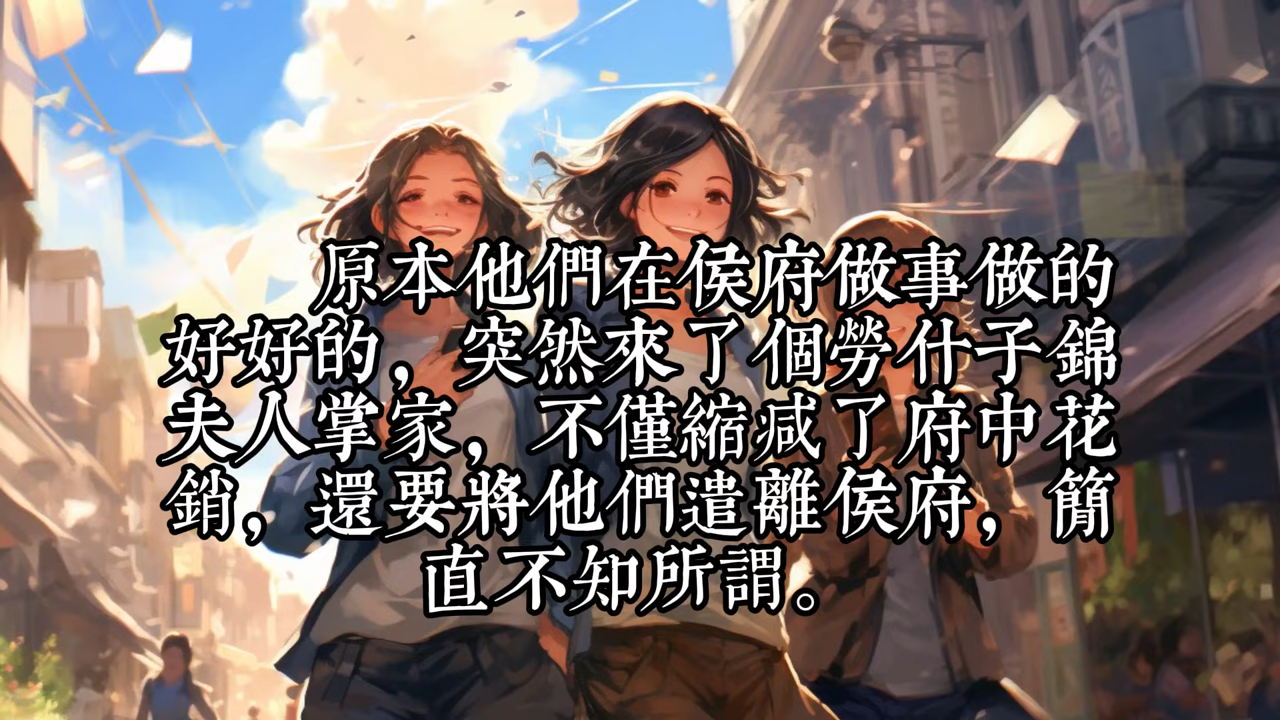 原本他們在侯府做事做的
好好的，突然來了個勞什子錦
夫人掌家，不僅縮减了府中花
銷，還要將他們遣離侯府，簡
直不知所謂。